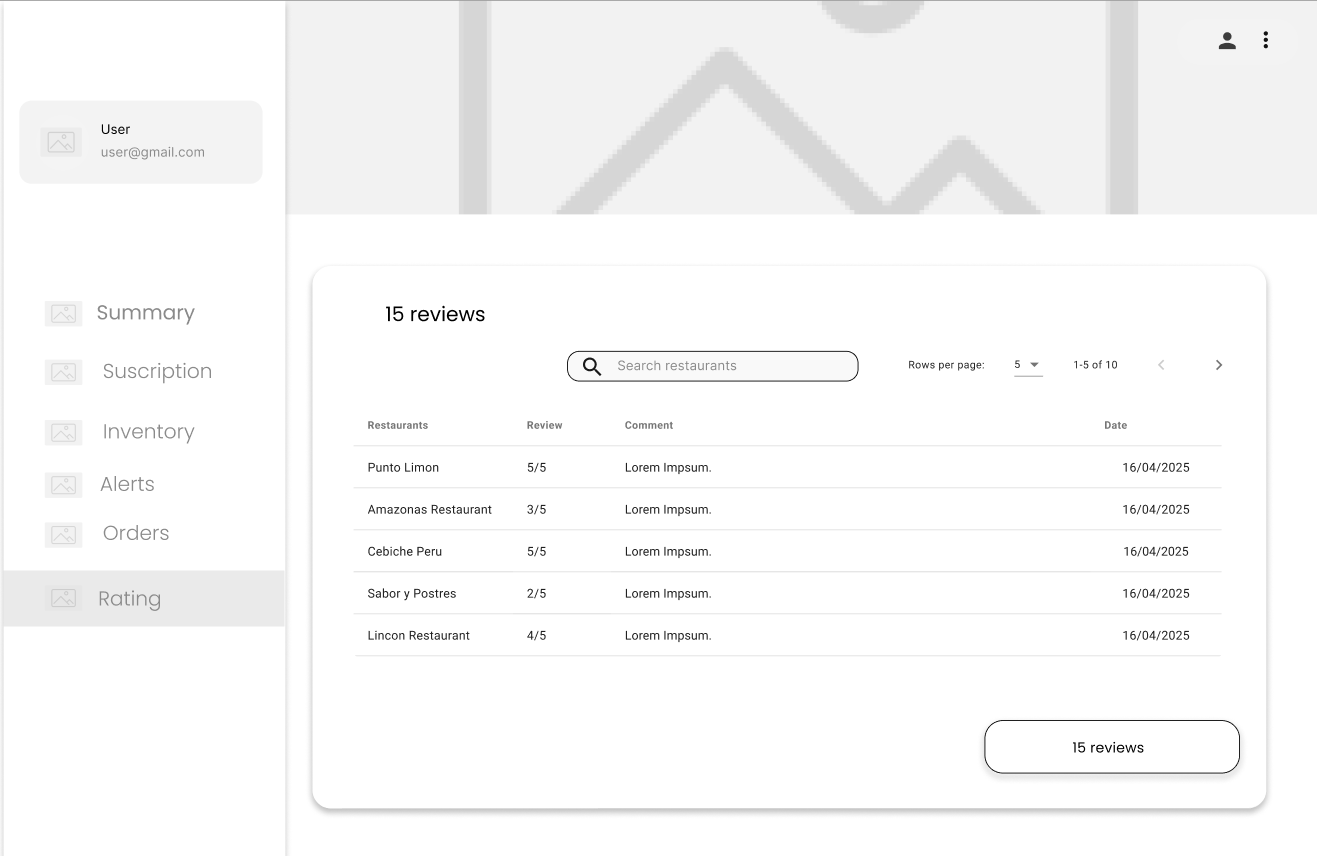 User
user@gmail.com
Summary
Suscription
Inventory
Alerts
Orders
Rating
15 reviews
Search restaurants
Rows per page: 5 1-5 of 10
Restaurants Review Comment Date
Punto Limon 5/5 Lorem Impsum. 16/04/2025
Amazonas Restaurant 3/5 Lorem Impsum. 16/04/2025
Cebiche Peru 5/5 Lorem Impsum. 16/04/2025
Sabor y Postres 2/5 Lorem Impsum. 16/04/2025
Lincon Restaurant 4/5 Lorem Impsum. 16/04/2025
15 reviews